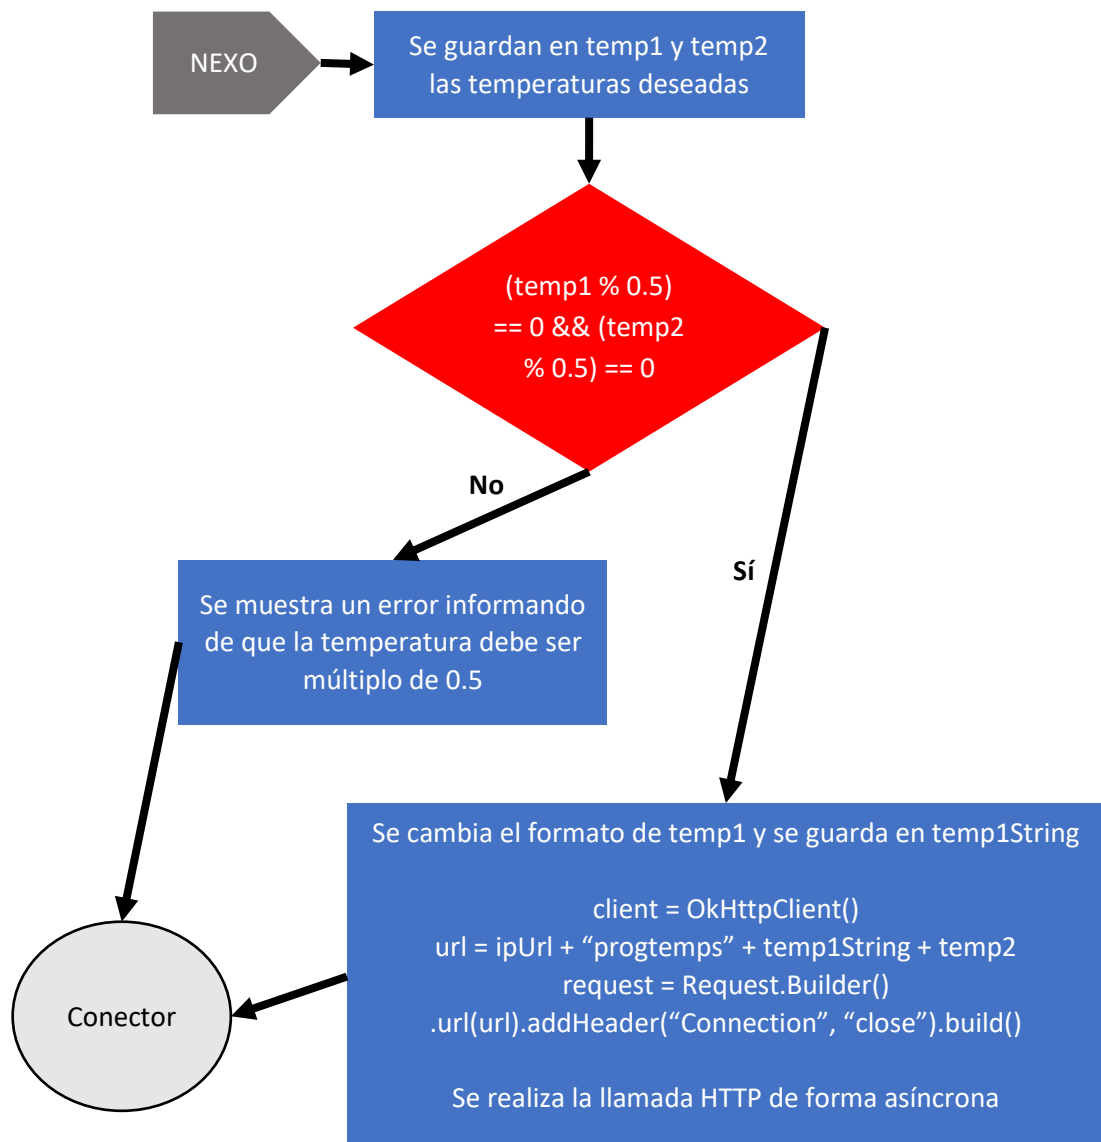 NEXO
Se guardan en temp1 y temp2
las temperaturas deseadas
(temp1 % 0.5)
== 0 && (temp2
% 0.5) == 0
No
Sí
Se muestra un error informando
de que la temperatura debe ser
múltiplo de 0.5
Se cambia el formato de temp1 y se guarda en temp1String
client = OkHttpClient()
url = ipUrl + “progtemps” + temp1String + temp2
request = Request.Builder()
.url(url).addHeader(“Connection”, “close”).build()
Se realiza la llamada HTTP de forma asíncrona
Conector